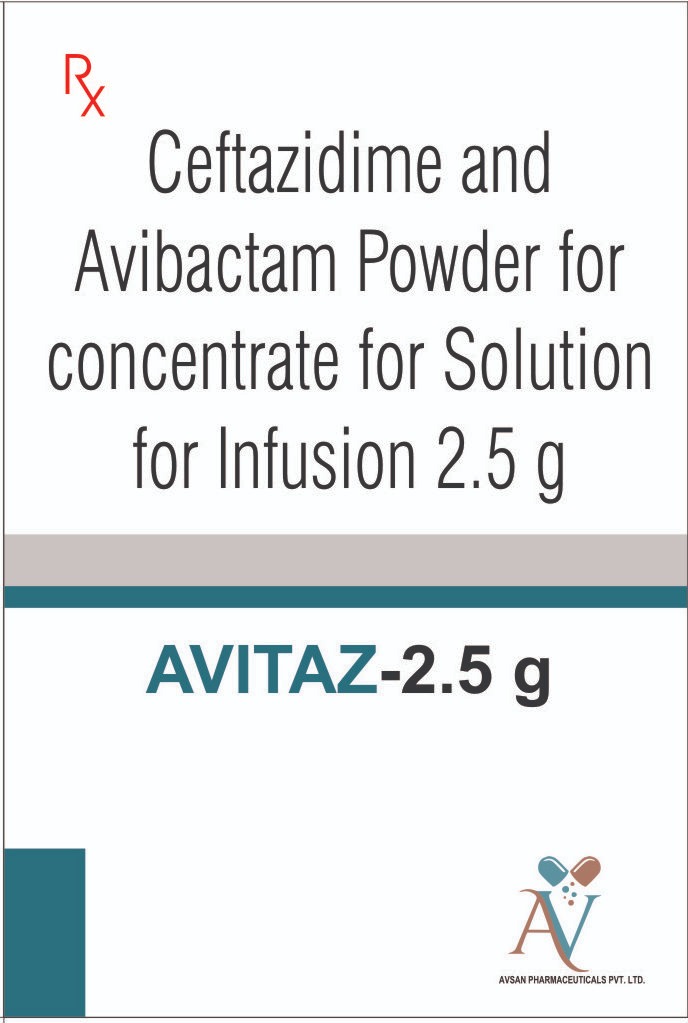 Rx
Ceftazidime and
Avibactam Powder for
concentrate for Solution
for Infusion 2.5 g
AVITAZ-2.5 g
AV
AVSAN PHARMACEUTICALS PVT. LTD.